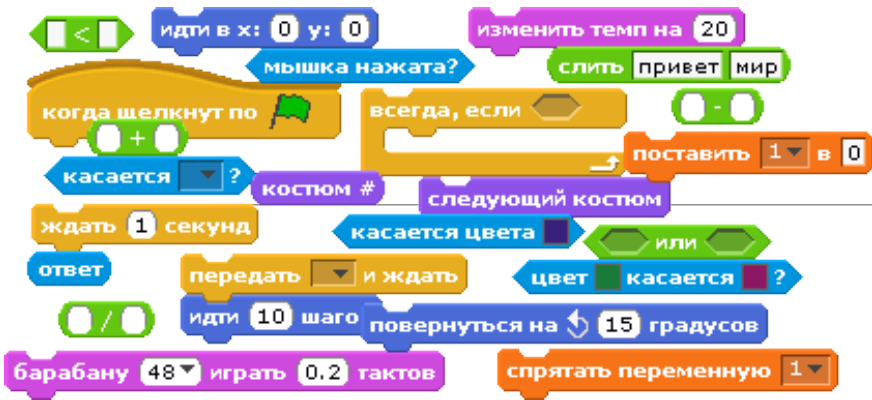 <
идти в x: 0 y: 0
изменить темп на 20
мышка нажата?
слить привет мир
когда щелкнут по
всегда, если
-
+
поставить 1 в 0
касается ?
костюм #
следующий костюм
ждать 1 секунд
касается цвета
или
ответ
передать и ждать
цвет касается ?
/
идти 10 шаго
повернуться на 15 градусов
барабану 48 играть 0.2 тактов
спрятать переменную 1